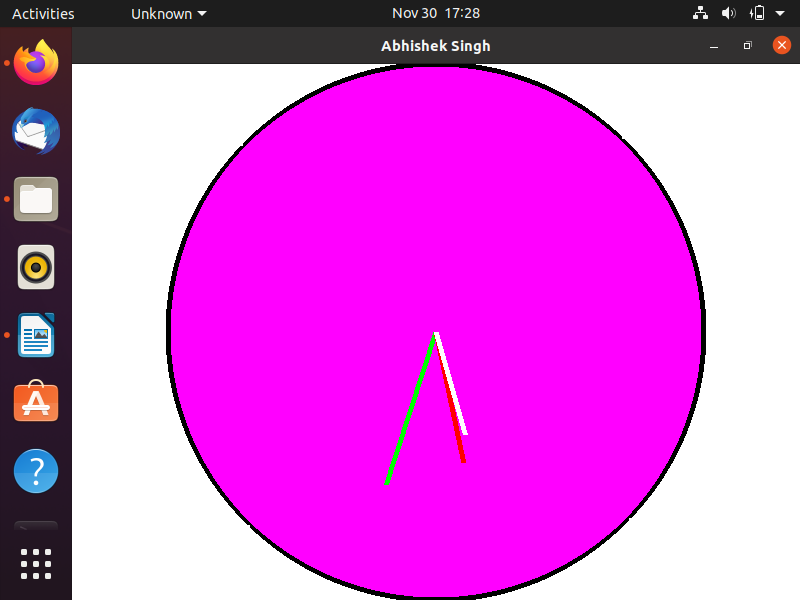 Activities
Unknown
Nov 30 17:28
Abhishek Singh